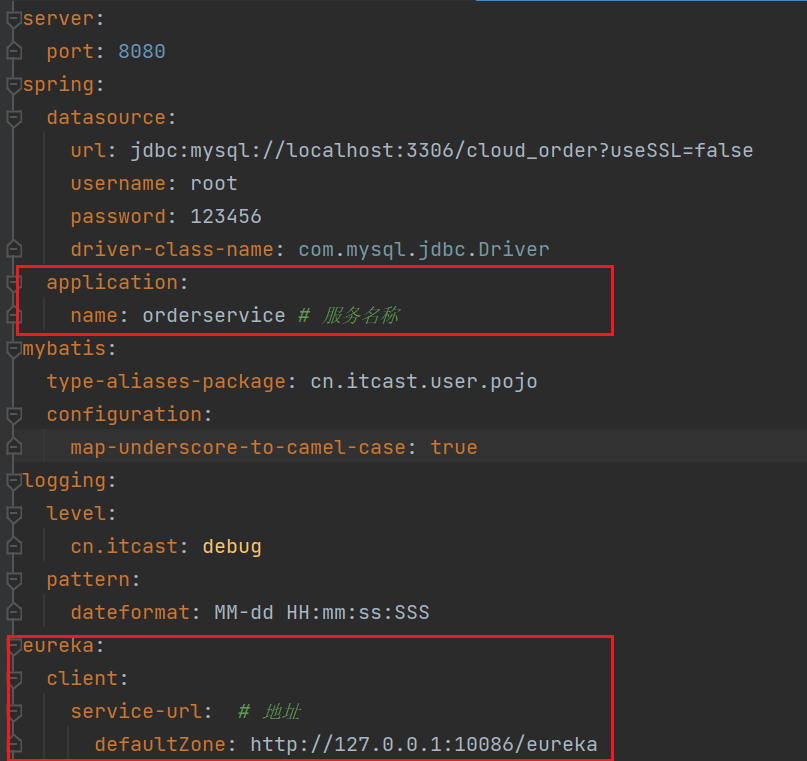 server:
  port: 8080
spring:
  datasource:
    url: jdbc:mysql://localhost:3306/cloud_order?useSSL=false
    username: root
    password: 123456
    driver-class-name: com.mysql.jdbc.Driver
  application:
    name: orderservice # 服务名称
mybatis:
  type-aliases-package: cn.itcast.user.pojo
  configuration:
    map-underscore-to-camel-case: true
logging:
  level:
    cn.itcast: debug
  pattern:
    dateformat: MM-dd HH:mm:ss:SSS
eureka:
  client:
    service-url:  # 地址
      defaultZone: http://127.0.0.1:10086/eureka